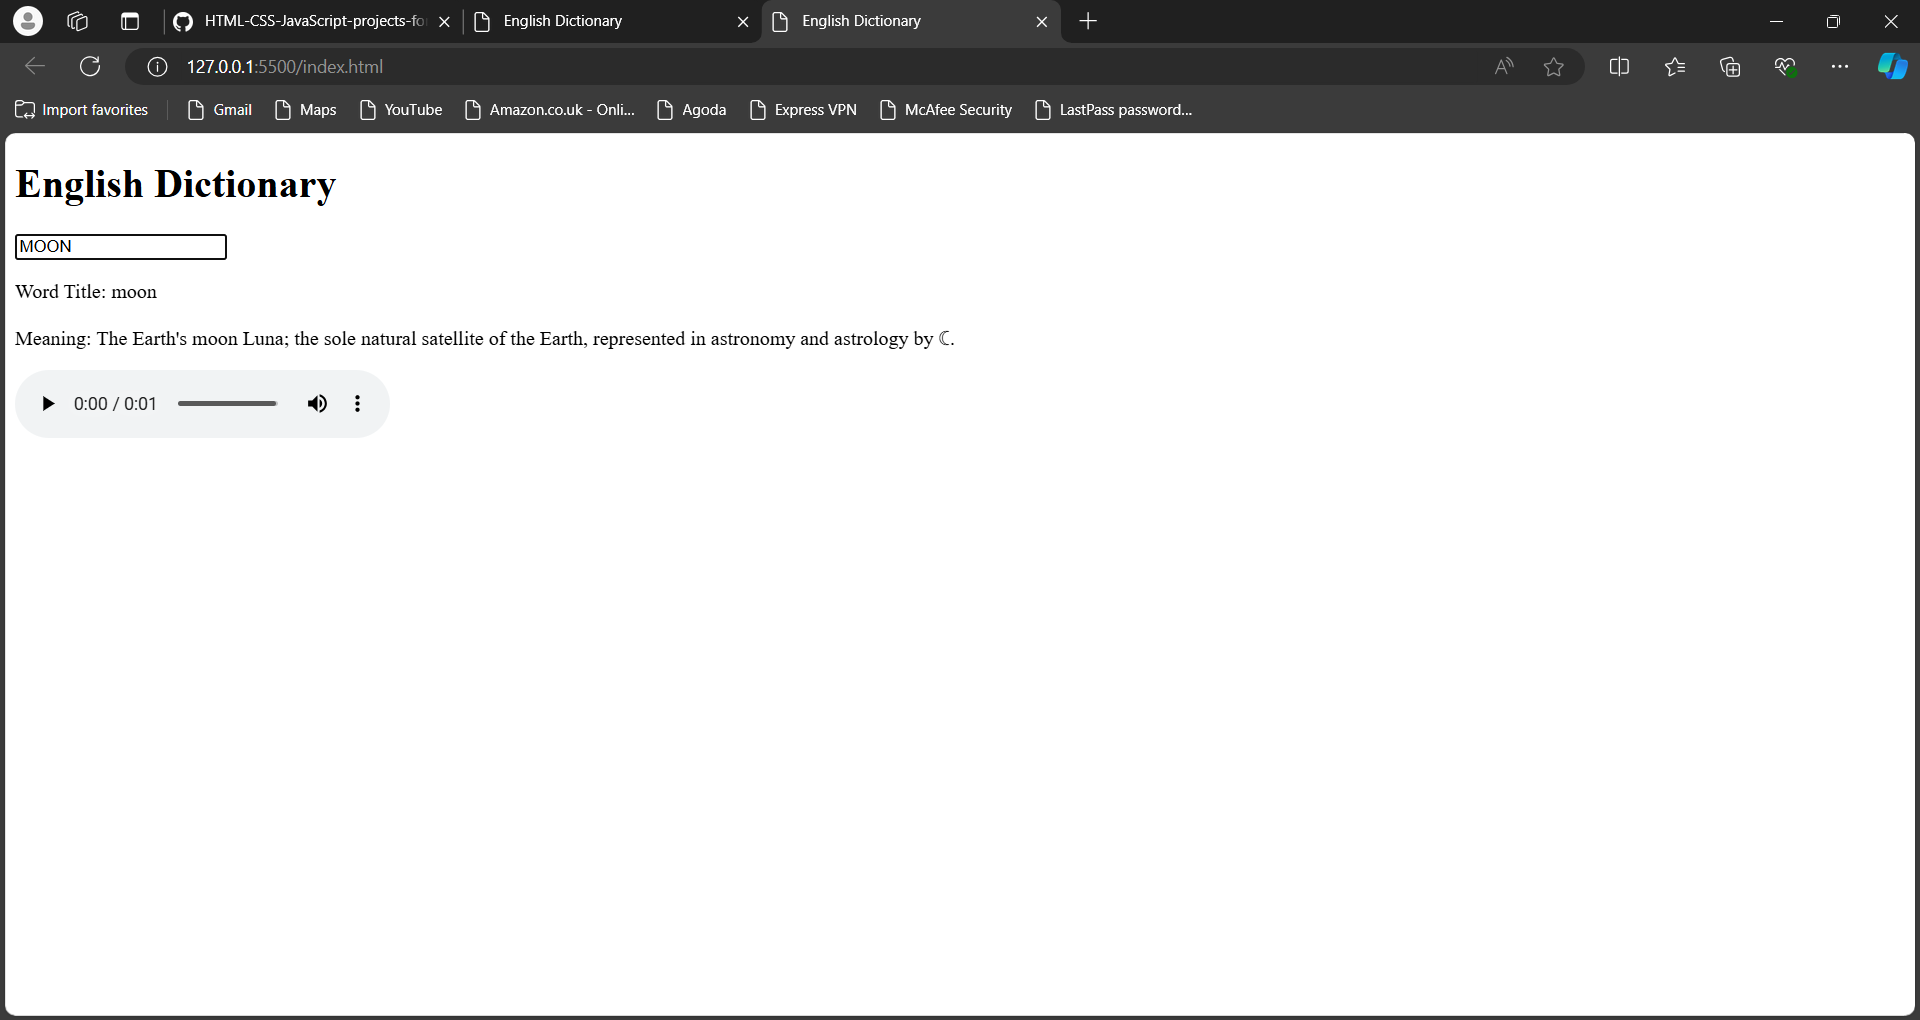 HTML-CSS-JavaScript-projects-fo
English Dictionary
English Dictionary
127.0.0.1:5500/index.html
Import favorites
Gmail
Maps
YouTube
Amazon.co.uk - Onli...
Agoda
Express VPN
McAfee Security
LastPass password...
English Dictionary
MOON
Word Title: moon
Meaning: The Earth's moon Luna; the sole natural satellite of the Earth, represented in astronomy and astrology by ☾.
0:00 / 0:01